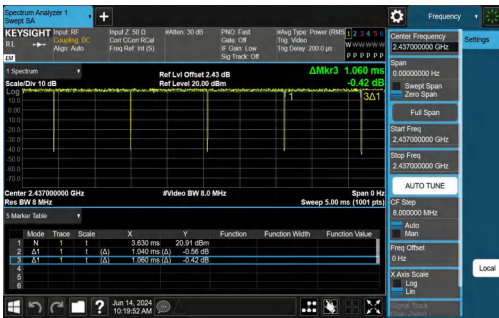 Spectrum Analyzer 1
Swept SA
Frequency
KEYSIGHT
Input: RF
Coupling: DC
Align: Auto
Input Z: 50 Ω
Corr CCorr RCal
Freq Ref: Int (S)
#Atten: 30 dB
PNO: Fast
Gate: Off
IF Gain: Low
Sig Track: Off
#Avg Type: Power (RMS)
Trig: Video
Trig Delay: 200.0 µs
1 2 3 4 5 6
W W W W W W
P P P P P P
RL
1 Spectrum
Scale/Div 10 dB
Ref Lvl Offset 2.43 dB
Ref Level 20.00 dBm
ΔMkr3 1.060 ms
-0.42 dB
Log
10.0
0.00
-10.0
-20.0
-30.0
-40.0
-50.0
-60.0
-70.0
1
3Δ1
Center 2.437000000 GHz
Res BW 8 MHz
#Video BW 8.0 MHz
Span 0 Hz
Sweep 5.00 ms (1001 pts)
5 Marker Table
Mode Trace Scale X Y Function Function Width Function Value
1 N 1 t 3.630 ms 20.91 dBm
2 Δ1 1 t (Δ) 1.040 ms (Δ) -0.56 dB
3 Δ1 1 t (Δ) 1.060 ms (Δ) -0.42 dB
4
5
6
Jun 14, 2024
10:19:52 AM
Center Frequency
2.437000000 GHz
Span
0.00000000 Hz
Swept Span
Zero Span
Full Span
Start Freq
2.437000000 GHz
Stop Freq
2.437000000 GHz
AUTO TUNE
CF Step
8.000000 MHz
Auto
Man
Freq Offset
0 Hz
X Axis Scale
Log
Lin
Signal Track
Settings
Local